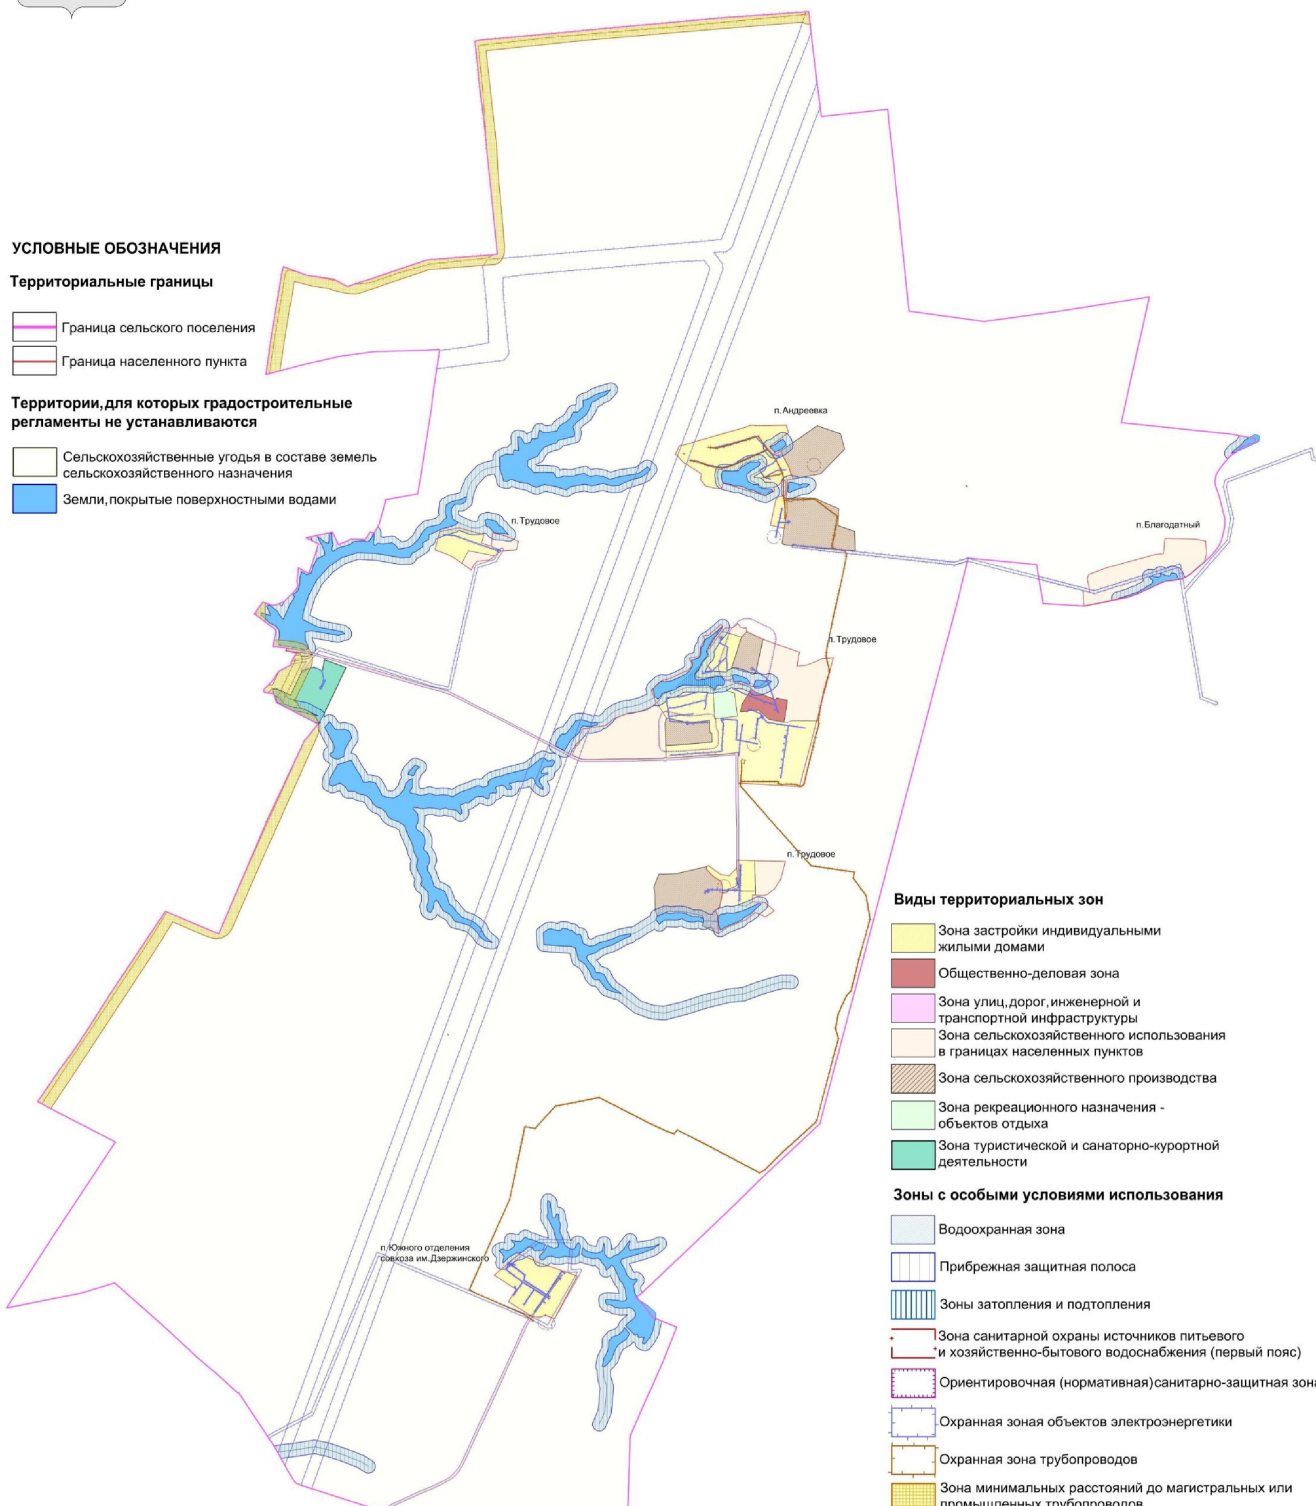 УСЛОВНЫЕ ОБОЗНАЧЕНИЯ
Территориальные границы
Граница сельского поселения
Граница населенного пункта
Территории, для которых градостроительные
регламенты не устанавливаются
Сельскохозяйственные угодья в составе земель
сельскохозяйственного назначения
Земли, покрытые поверхностными водами
п. Андреевка
п. Трудовое
п. Благодатный
п. Трудовое
п. Трудовое
п. Южного отделения
совхоза им. Дзержинского
Виды территориальных зон
Зона застройки индивидуальными
жилыми домами
Общественно-деловая зона
Зона улиц, дорог, инженерной и
транспортной инфраструктуры
Зона сельскохозяйственного использования
в границах населенных пунктов
Зона сельскохозяйственного производства
Зона рекреационного назначения -
объектов отдыха
Зона туристической и санаторно-курортной
деятельности
Зоны с особыми условиями использования
Водоохранная зона
Прибрежная защитная полоса
Зоны затопления и подтопления
Зона санитарной охраны источников питьевого
и хозяйственно-бытового водоснабжения (первый пояс)
Ориентировочная (нормативная) санитарно-защитная зона
Охранная зоная объектов электроэнергетики
Охранная зона трубопроводов
Зона минимальных расстояний до магистральных или
промышленных трубопроводов